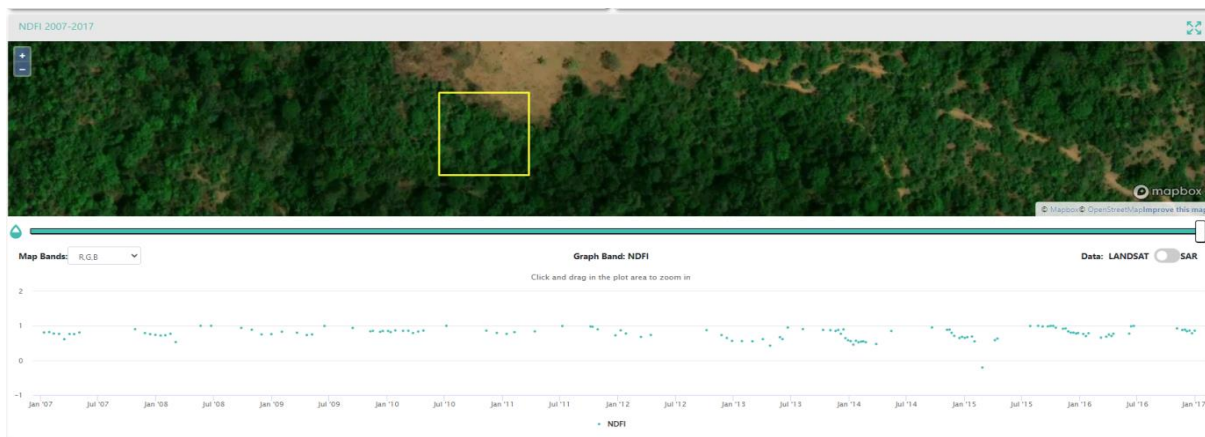 NDFI 2007-2017
+
−
mapbox
© Mapbox © OpenStreetMap Improve this map
Map Bands: R,G,B Graph Band: NDFI Data: LANDSAT SAR
Click and drag in the plot area to zoom in
2
1
0
-1
Jan '07 Jul '07 Jan '08 Jul '08 Jan '09 Jul '09 Jan '10 Jul '10 Jan '11 Jul '11 Jan '12 Jul '12 Jan '13 Jul '13 Jan '14 Jul '14 Jan '15 Jul '15 Jan '16 Jul '16 Jan '17
NDFI